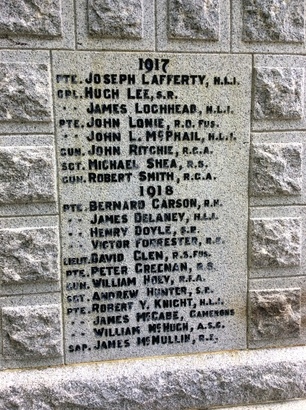 1917
PTE. JOSEPH LAFFERTY, H.L.I.
CPL. HUGH LEE, S.R.
" JAMES LOCHHEAD, H.L.I.
PTE. JOHN LONIE, R.D. FUS.
" JOHN L. MCPHAIL, H.L.I.
GUN. JOHN RITCHIE, R.G.A.
SGT. MICHAEL SHEA, R.S.
GUN. ROBERT SMITH, R.G.A.
1918
PTE. BERNARD CARSON,
" JAMES DELANEY, H.L.I.
" HENRY DOYLE, S.R.
" VICTOR FORRESTER,
LIEUT. DAVID GLEN, R.S. FUS.
PTE. PETER GREENAN,
GUN. WILLIAM HOEY, R.F.A.
SGT. ANDREW HUNTER, S.R.
PTE. ROBERT Y. KNIGHT, H.L.I.
" JAMES MCCABE, CAMERONS
" WILLIAM MCHUGH, A.S.C.
SAP. JAMES MCNULLIN, R.E.